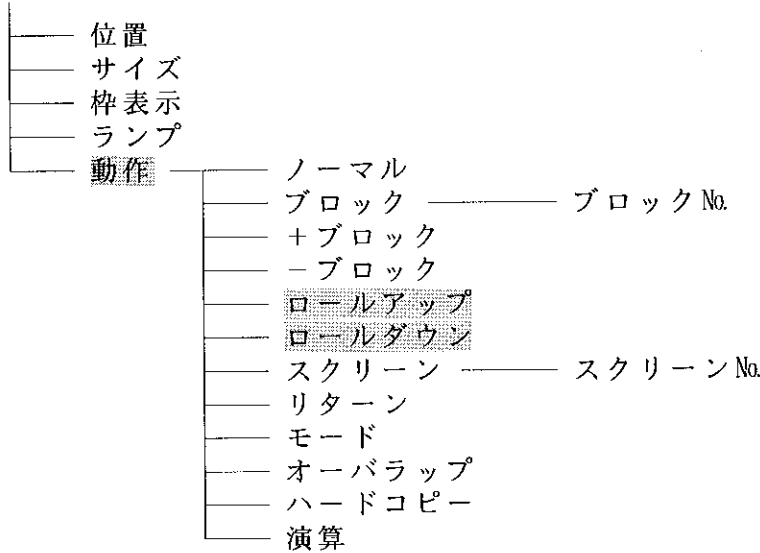 位置
サイズ
枠表示
ランプ
動作 ノーマル
ブロック ブロック№
+ブロック
−ブロック
ロールアップ
ロールダウン
スクリーン スクリーン№
リターン
モード
オーバラップ
ハードコピー
演算